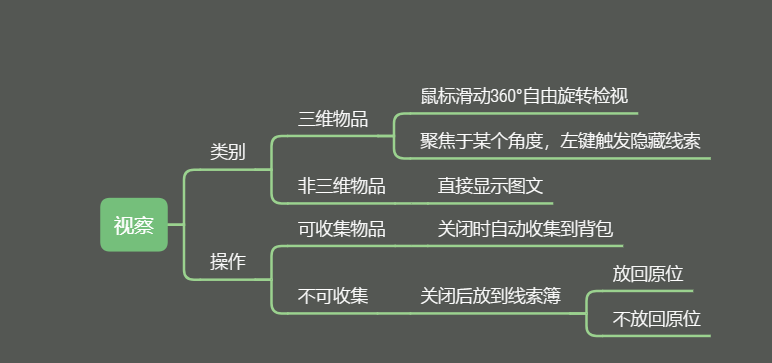 视察
类别
三维物品
鼠标滑动360°自由旋转检视
聚焦于某个角度，左键触发隐藏线索
非三维物品
直接显示图文
操作
可收集物品
关闭时自动收集到背包
不可收集
关闭后放到线索簿
放回原位
不放回原位